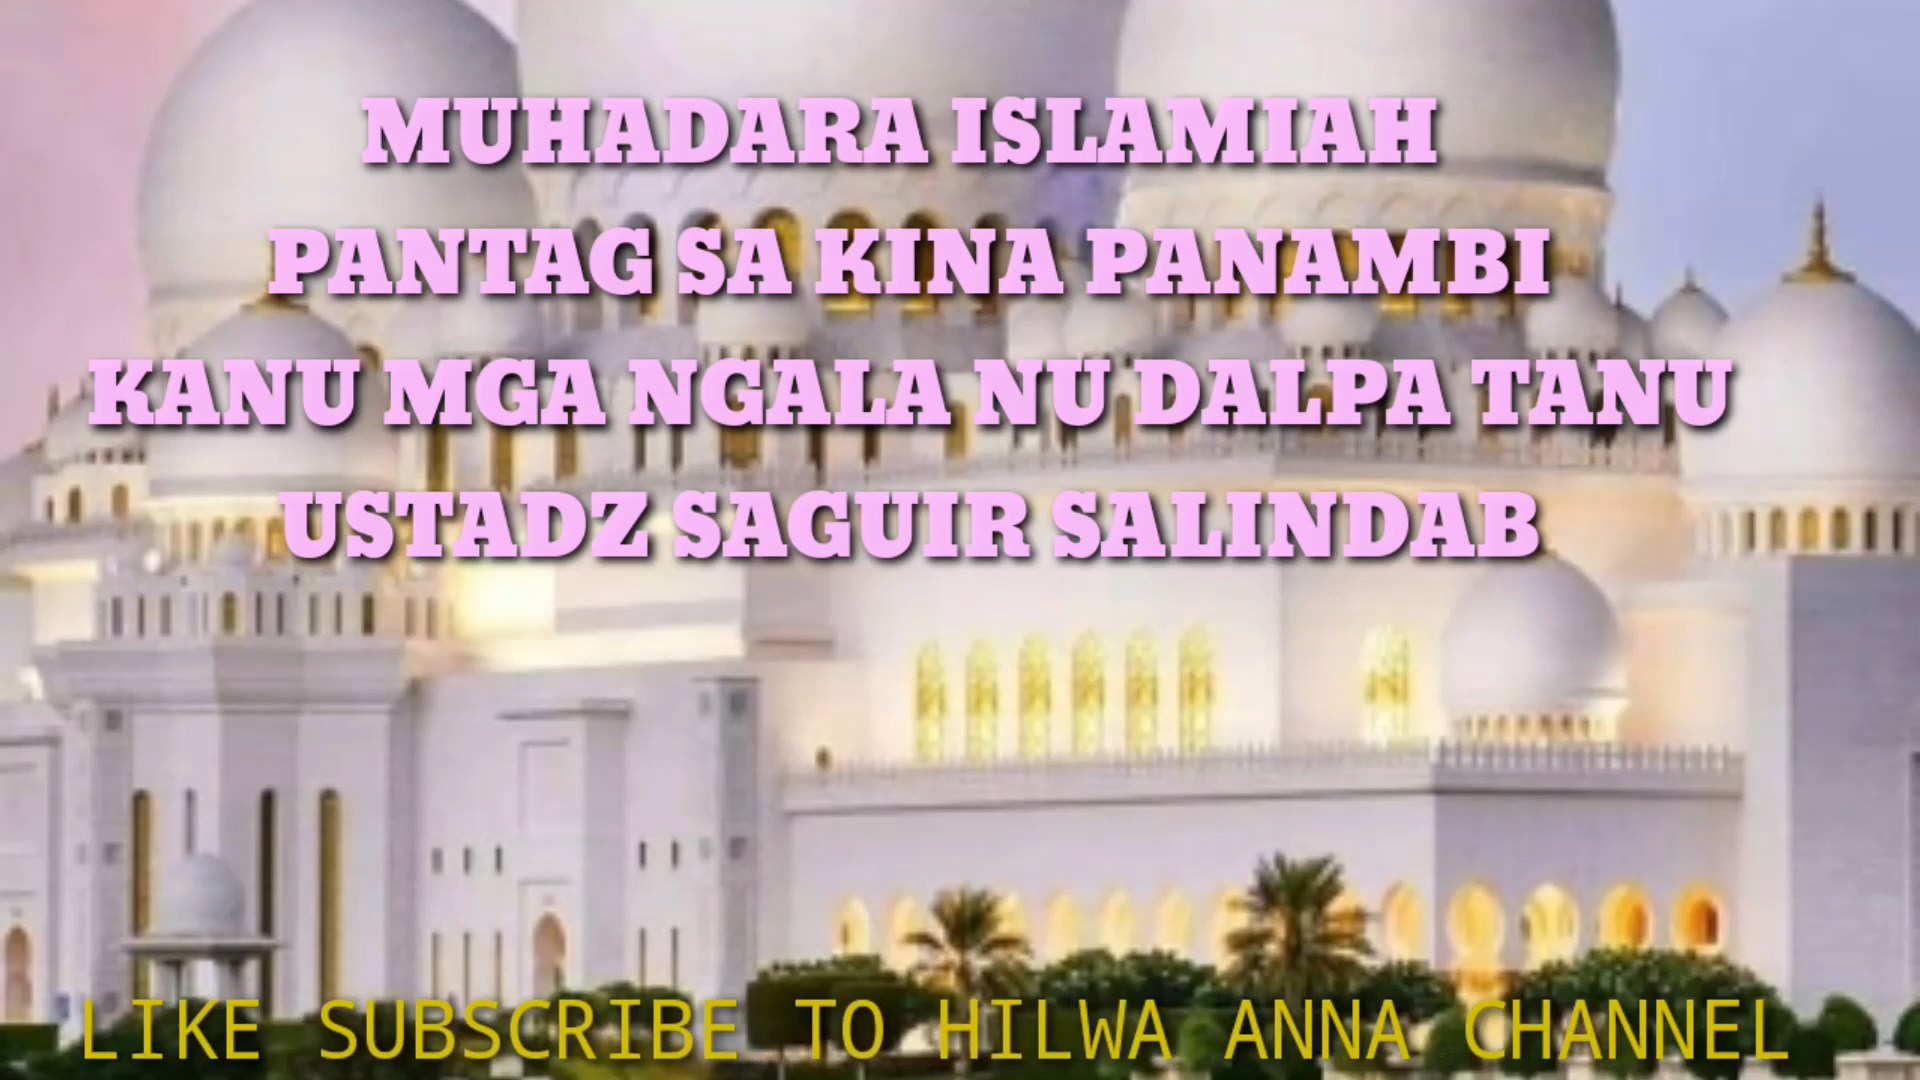 MUHADARA ISLAMIAH
PANTAG SA KINA PANAMBI
KANU MGA NGALA NU DALPA TANU
USTADZ SAGUIR SALINDAB
LIKE SUBSCRIBE TO HILWA ANNA CHANNEL